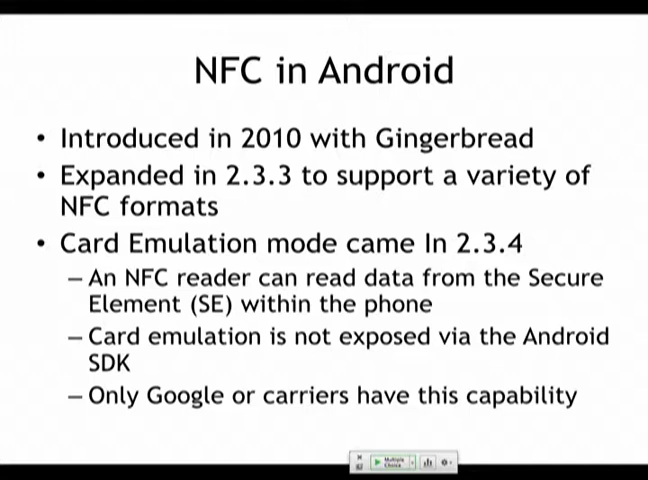 NFC in Android
• Introduced in 2010 with Gingerbread
• Expanded in 2.3.3 to support a variety of
NFC formats
• Card Emulation mode came In 2.3.4
– An NFC reader can read data from the Secure
Element (SE) within the phone
– Card emulation is not exposed via the Android
SDK
– Only Google or carriers have this capability
Multiple
Choice